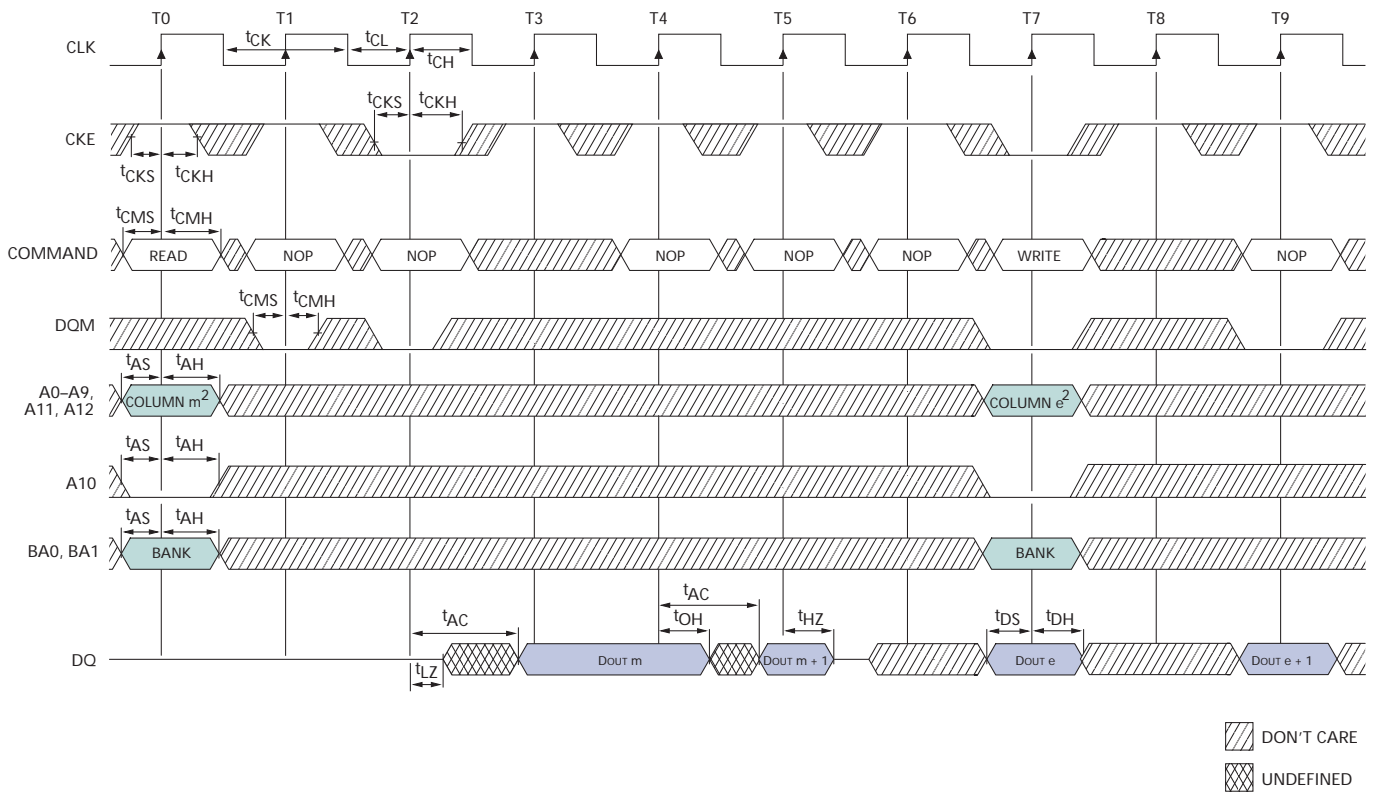 T0 T1 T2 T3 T4 T5 T6 T7 T8 T9
CLK
tCK tCL
tCH
tCKS tCKH
CKE
tCKS tCKH
tCMS tCMH
COMMAND READ NOP NOP NOP NOP NOP WRITE NOP
tCMS tCMH
DQM
tAS tAH
A0–A9,
A11, A12
COLUMN m2 COLUMN e2
tAS tAH
A10
tAS tAH
BA0, BA1 BANK BANK
tAC
tAC tOH tHZ tDS tDH
DQ DOUT m DOUT m + 1 DOUT e DOUT e + 1
tLZ
DON'T CARE
UNDEFINED